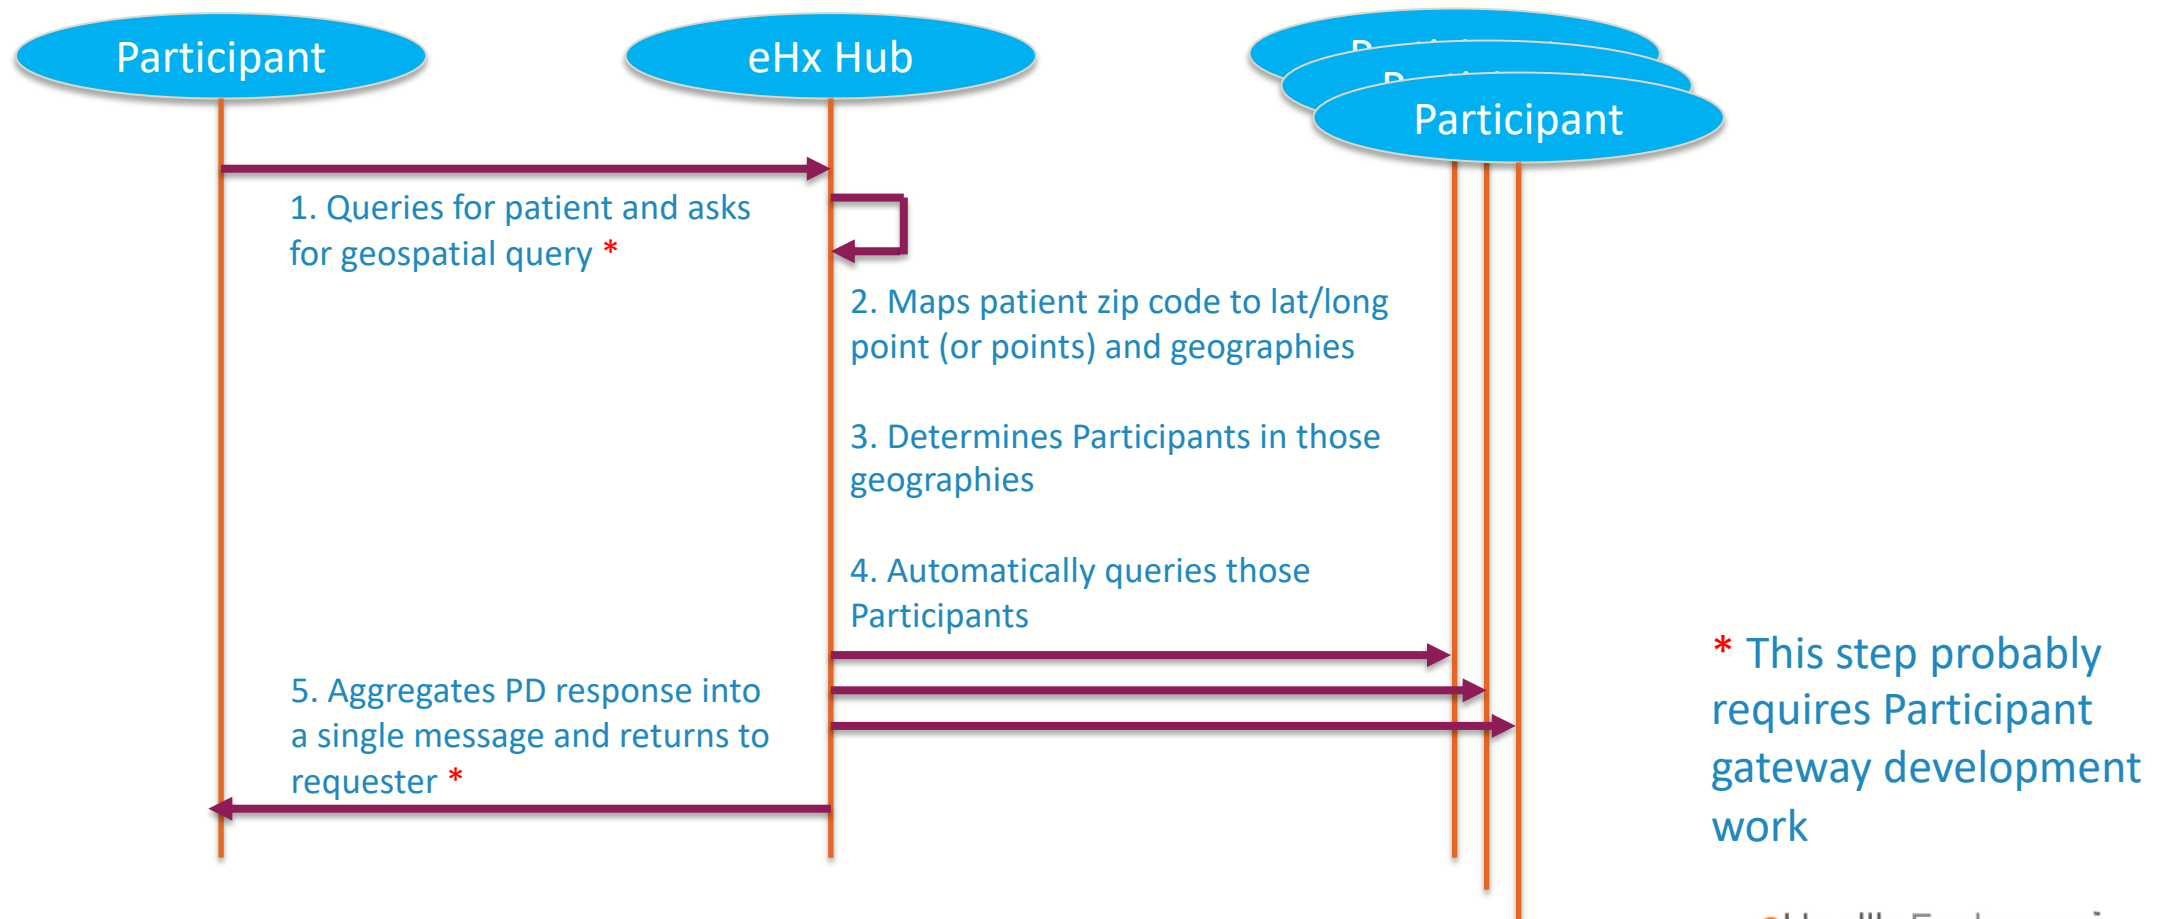 Participant
eHx Hub
Participant
1. Queries for patient and asks
for geospatial query *
2. Maps patient zip code to lat/long
point (or points) and geographies
3. Determines Participants in those
geographies
4. Automatically queries those
Participants
5. Aggregates PD response into
a single message and returns to
requester *
* This step probably
requires Participant
gateway development
work